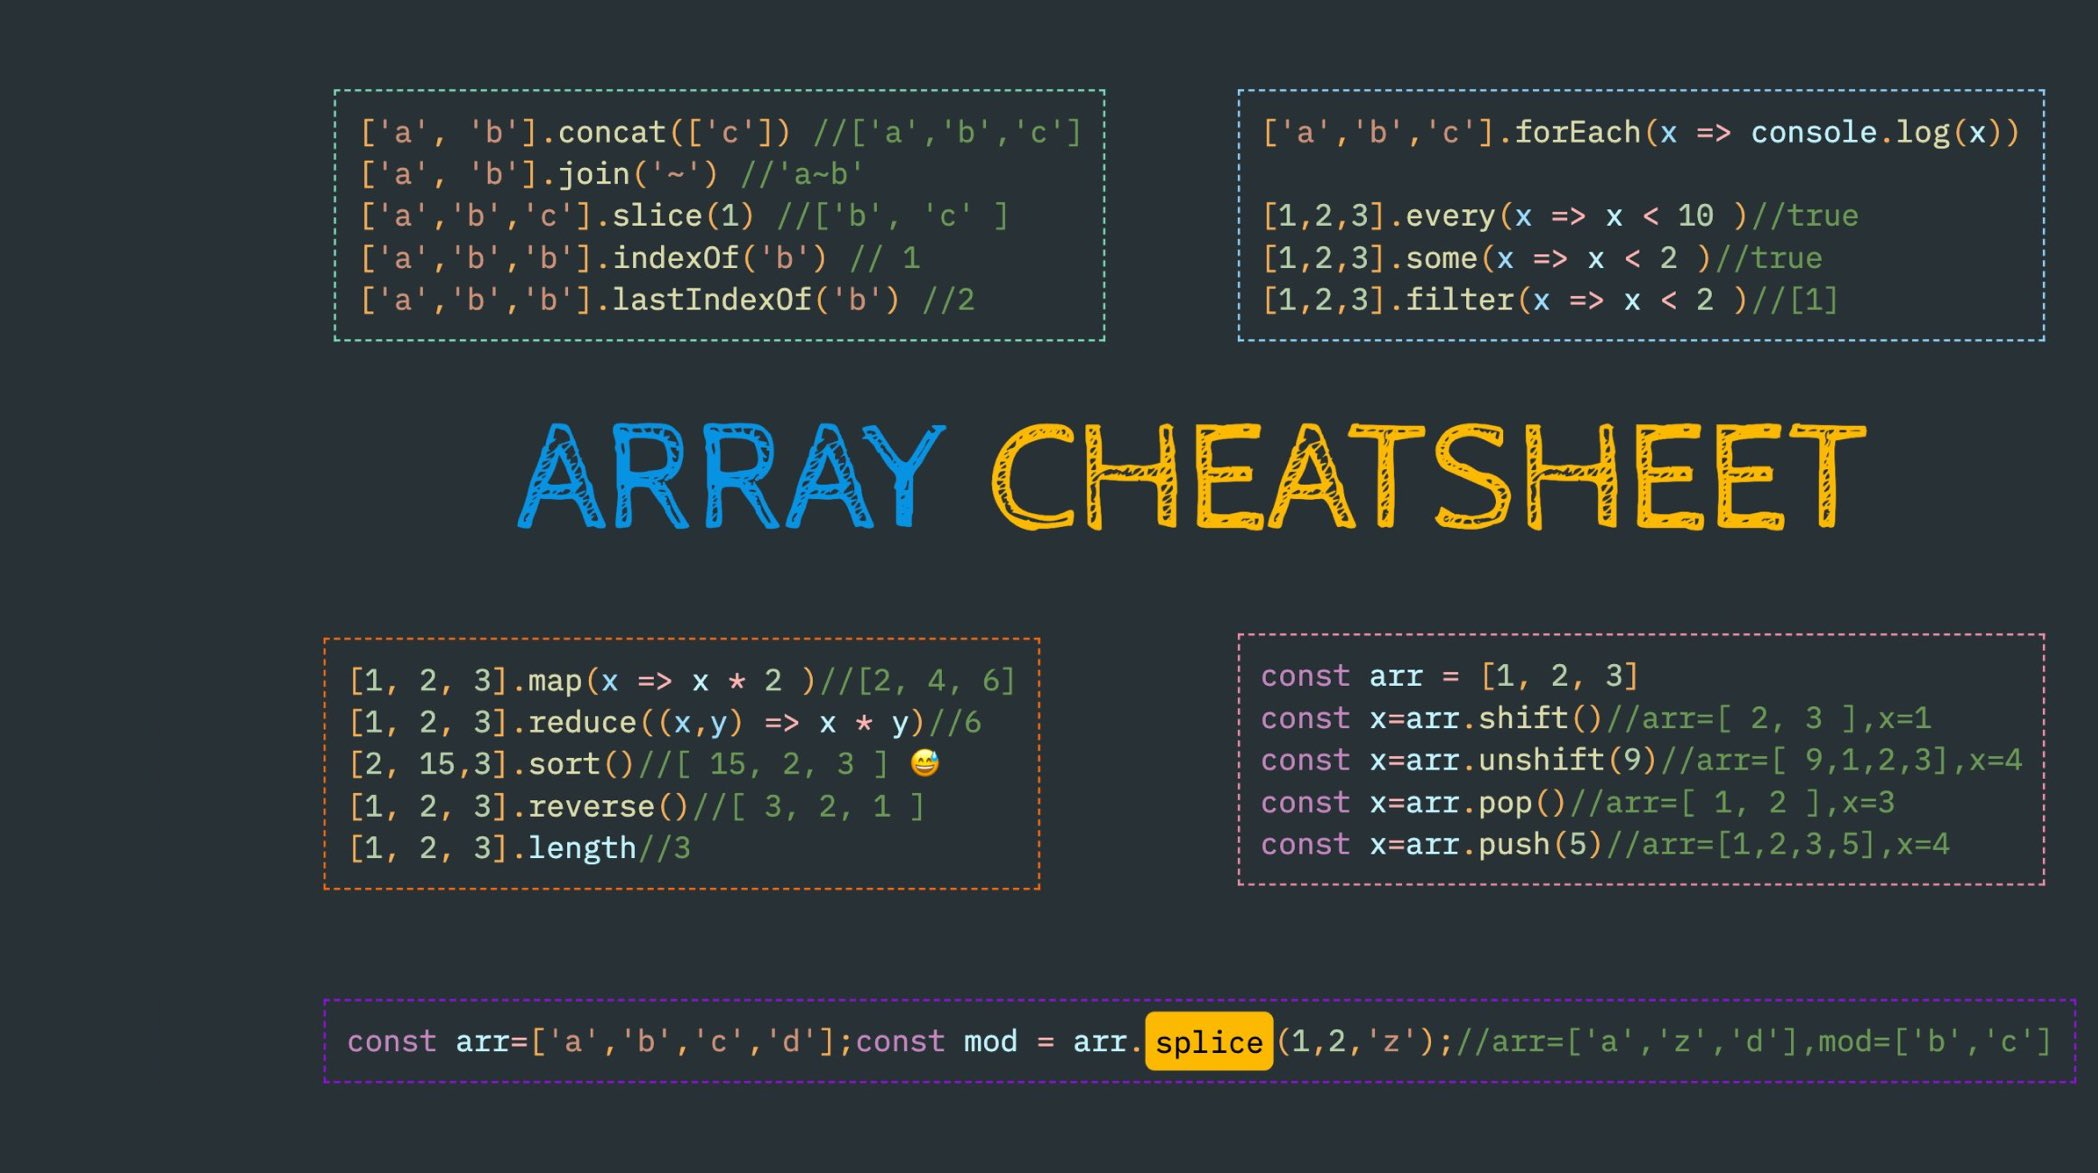 ['a', 'b'].concat(['c']) //['a','b','c']
['a', 'b'].join('~') //'a~b'
['a','b','c'].slice(1) //['b', 'c' ]
['a','b','b'].indexOf('b') // 1
['a','b','b'].lastIndexOf('b') //2
['a','b','c'].forEach(x => console.log(x))
[1,2,3].every(x => x < 10 )//true
[1,2,3].some(x => x < 2 )//true
[1,2,3].filter(x => x < 2 )//[1]
ARRAY CHEATSHEET
[1, 2, 3].map(x => x * 2 )//[2, 4, 6]
[1, 2, 3].reduce((x,y) => x * y)//6
[2, 15,3].sort()//[ 15, 2, 3 ] 😅
[1, 2, 3].reverse()//[ 3, 2, 1 ]
[1, 2, 3].length//3
const arr = [1, 2, 3]
const x=arr.shift()//arr=[ 2, 3 ],x=1
const x=arr.unshift(9)//arr=[ 9,1,2,3],x=4
const x=arr.pop()//arr=[ 1, 2 ],x=3
const x=arr.push(5)//arr=[1,2,3,5],x=4
const arr=['a','b','c','d'];const mod = arr.splice(1,2,'z');//arr=['a','z','d'],mod=['b','c']